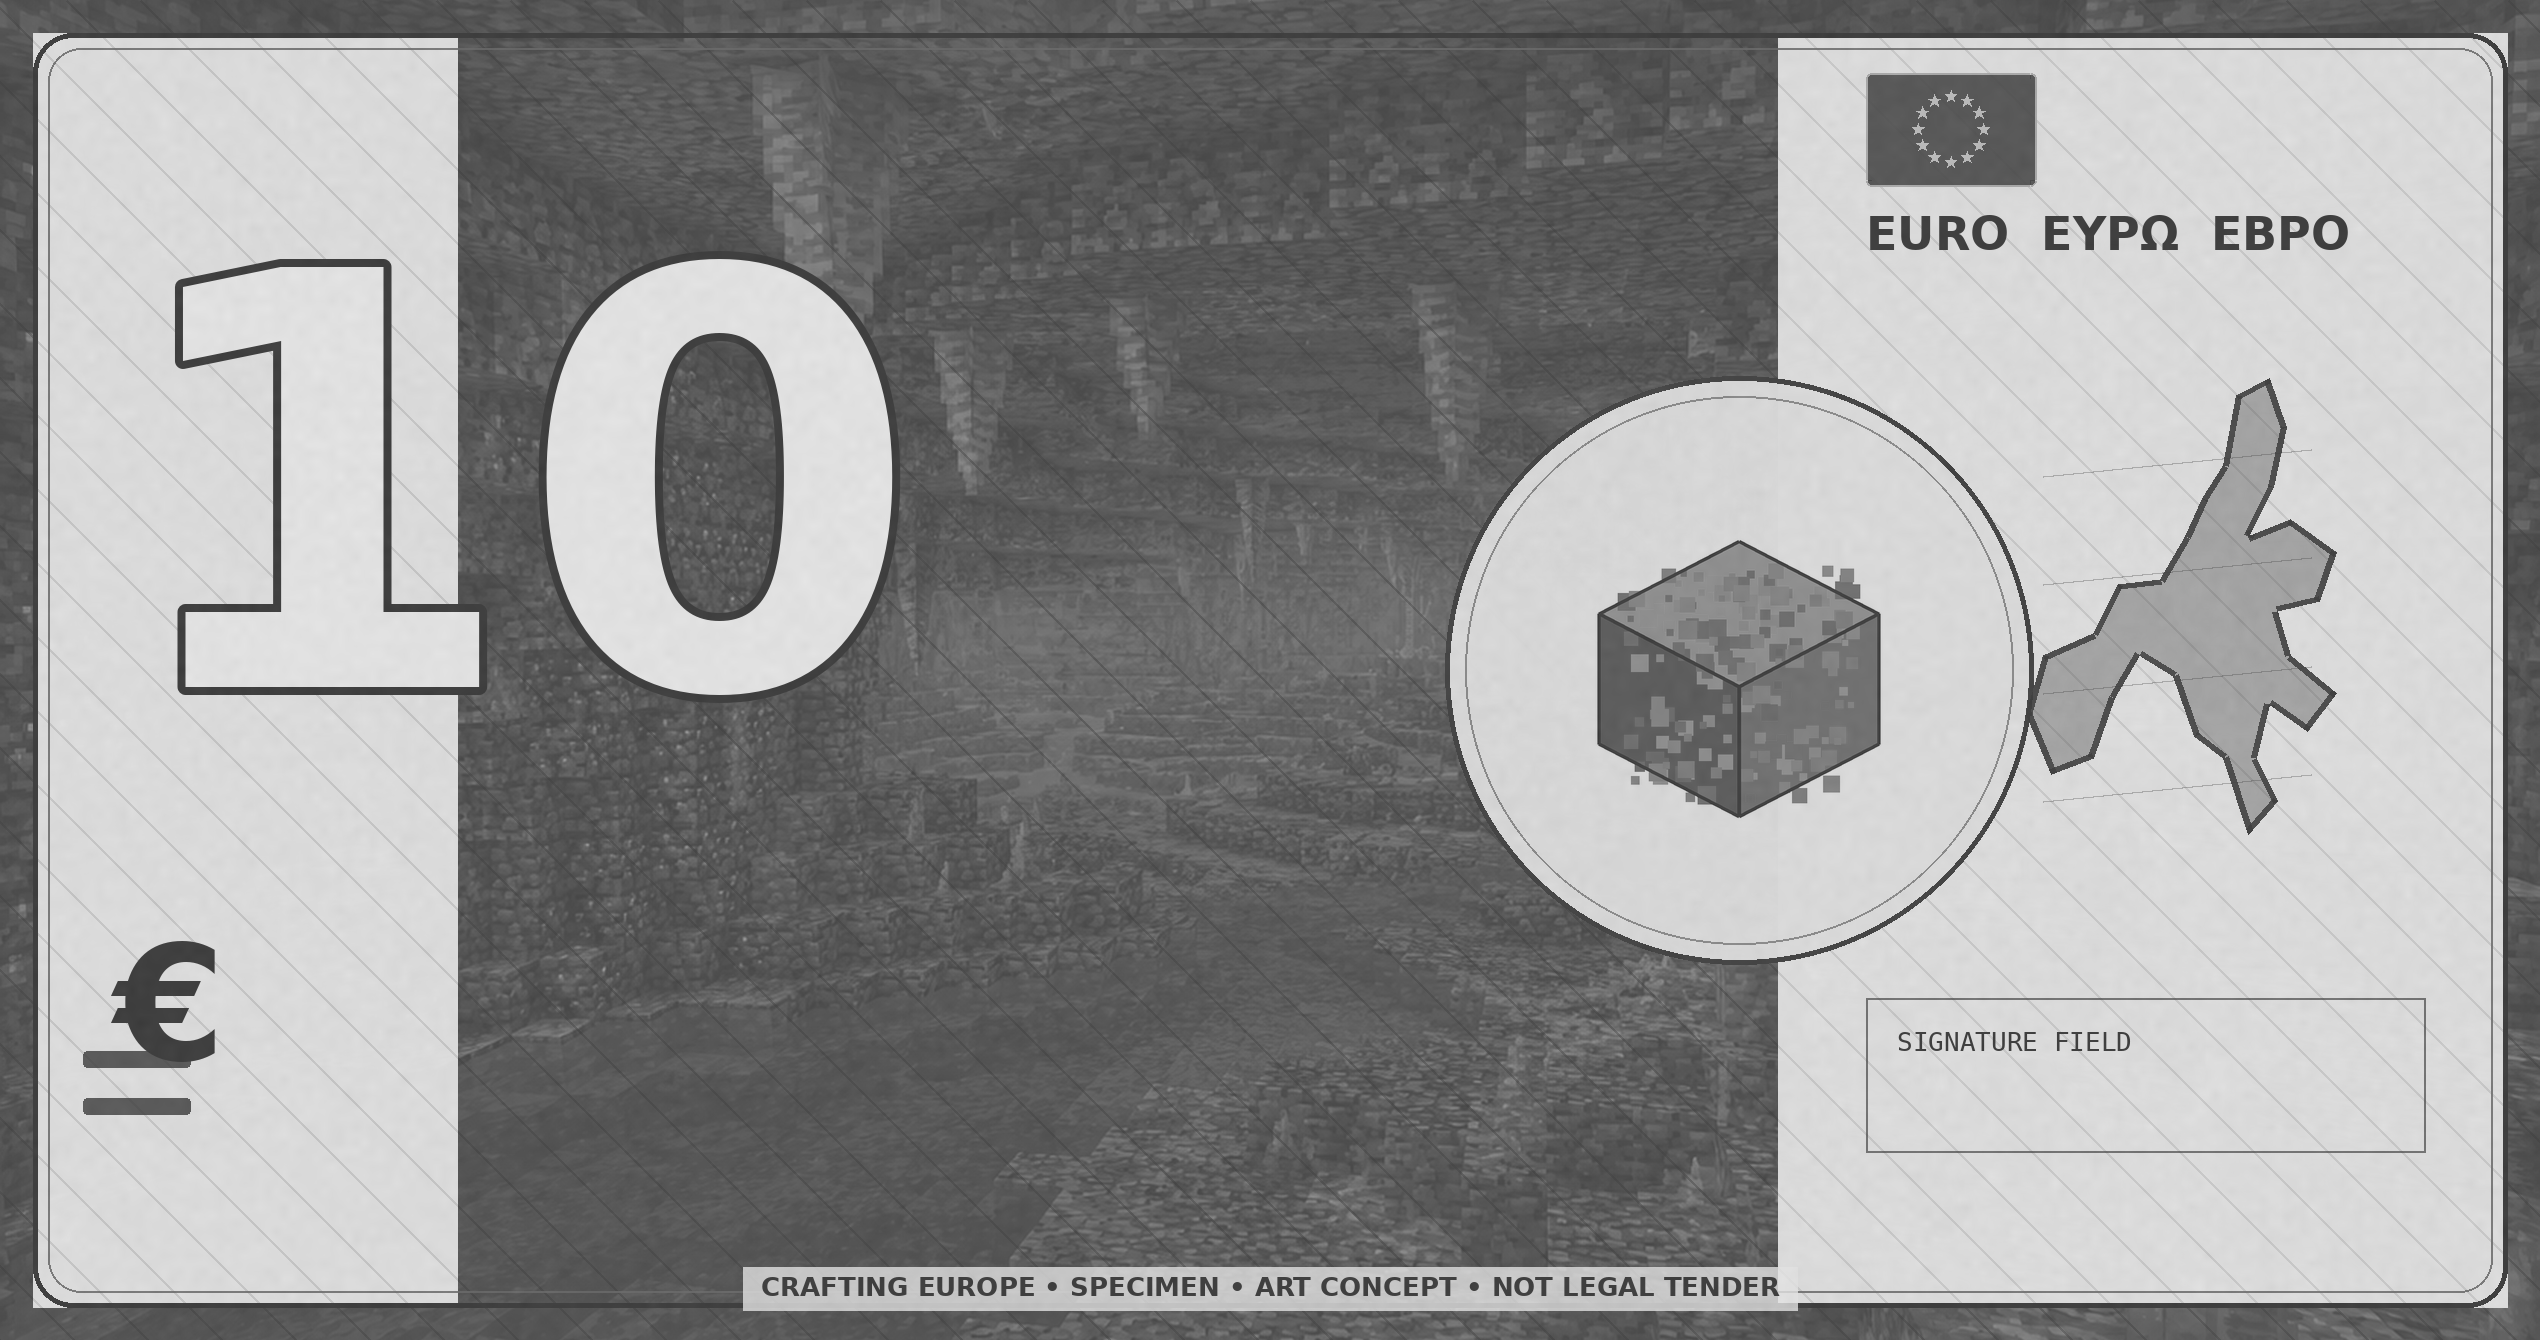 10
EURO ΕΥΡΩ ЕВРО
€
SIGNATURE FIELD
CRAFTING EUROPE • SPECIMEN • ART CONCEPT • NOT LEGAL TENDER